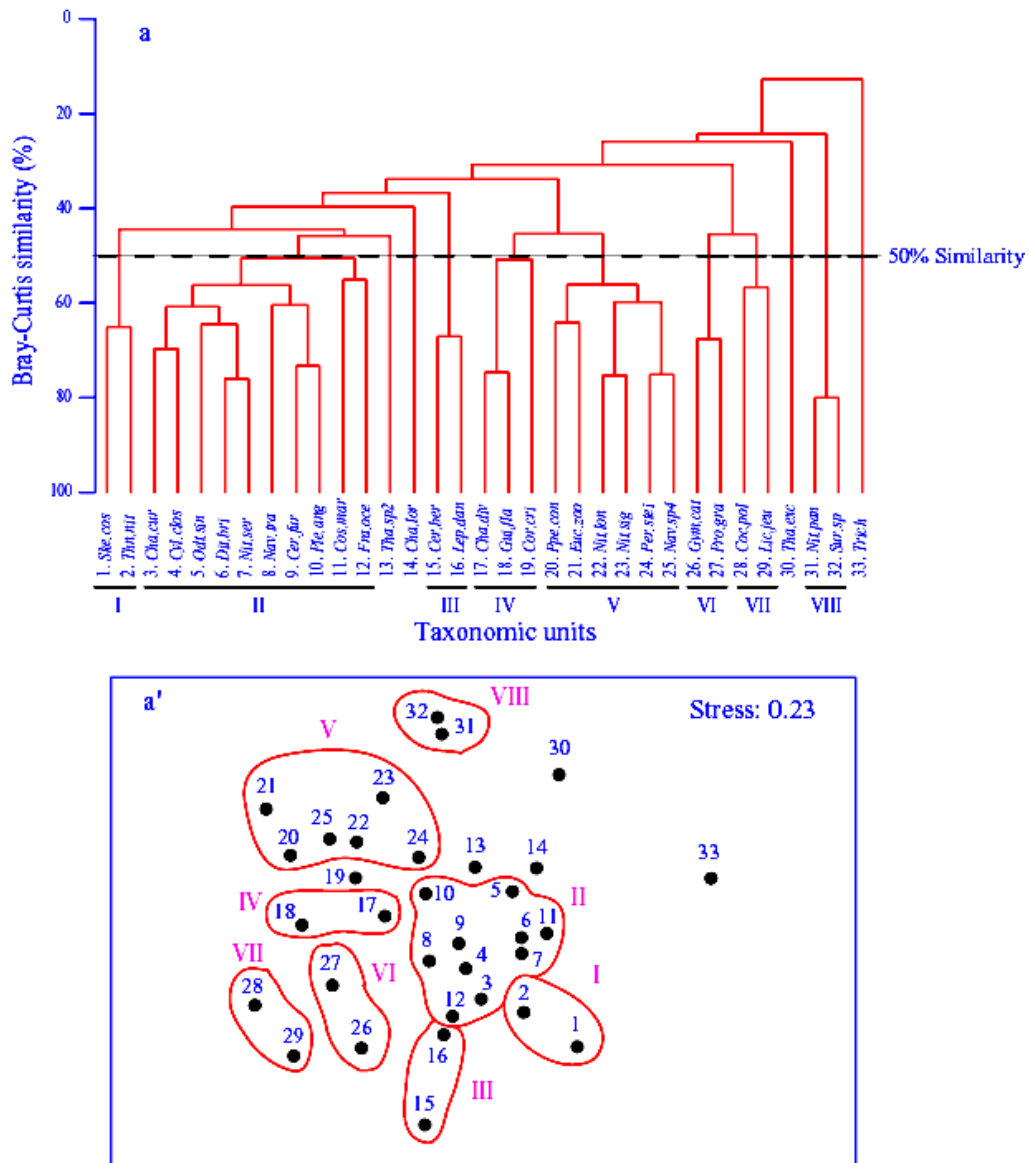 a
0
20
40
60
80
100
Bray-Curtis similarity (%)
50% Similarity
1. Ske.cos
2. Thn.nit
3. Cha.cur
4. Cyl.clos
5. Odt.sin
6. Dit.bri
7. Nit.ser
8. Nav.tra
9. Cer.fur
10. Ple.ang
11. Cos.mar
12. Fra.oce
13. Tha.sp2
14. Cha.lor
15. Cer.ber
16. Lep.dan
17. Cha.div
18. Gui.fla
19. Cor.cri
20. Ppe.con
21. Euc.zoo
22. Nit.lon
23. Nit.sig
24. Per.stei
25. Nav.sp4
26. Gym.cat
27. Pro.gra
28. Coc.pol
29. Lic.jeu
30. Tha.exc
31. Nit.pan
32. Sur.sp
33. Tric.h
I II III IV V VI VII VIII
Taxonomic units
a'
Stress: 0.23
VIII
32
31
30
V
21
23
25
22
20
24
13
14
33
19
IV
18
17
10
5
II
11
6
9
8
4
7
VII
28
27
VI
3
12
2
I
1
29
26
16
III
15